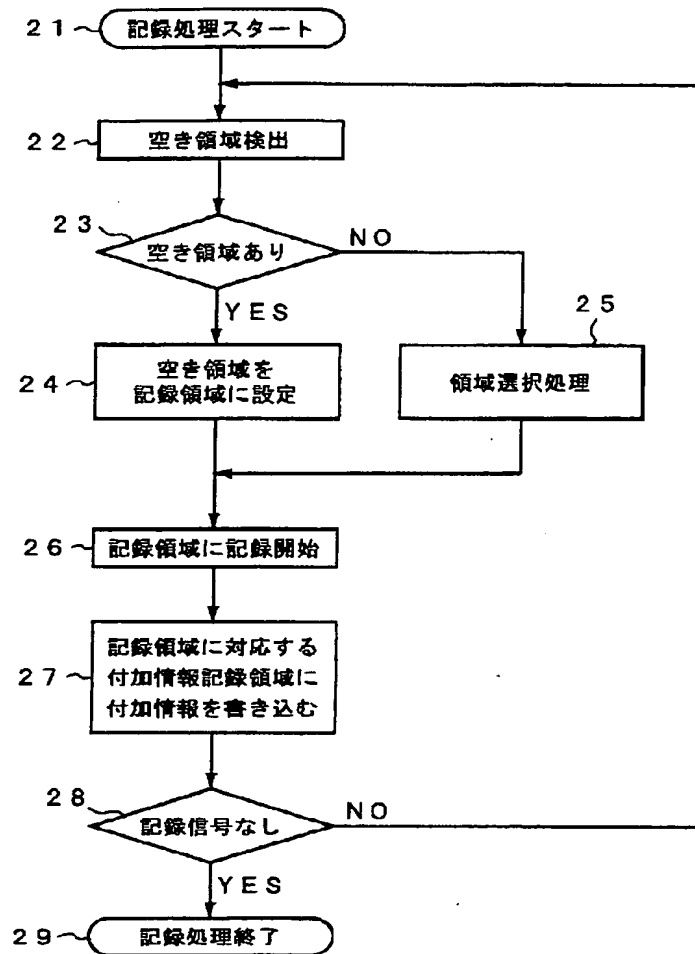 21 記録処理スタート
22 空き領域検出
23 空き領域あり NO
YES
25
24 空き領域を
記録領域に設定
領域選択処理
26 記録領域に記録開始
27 記録領域に対応する
付加情報記録領域に
付加情報を書き込む
28 記録信号なし NO
YES
29 記録処理終了